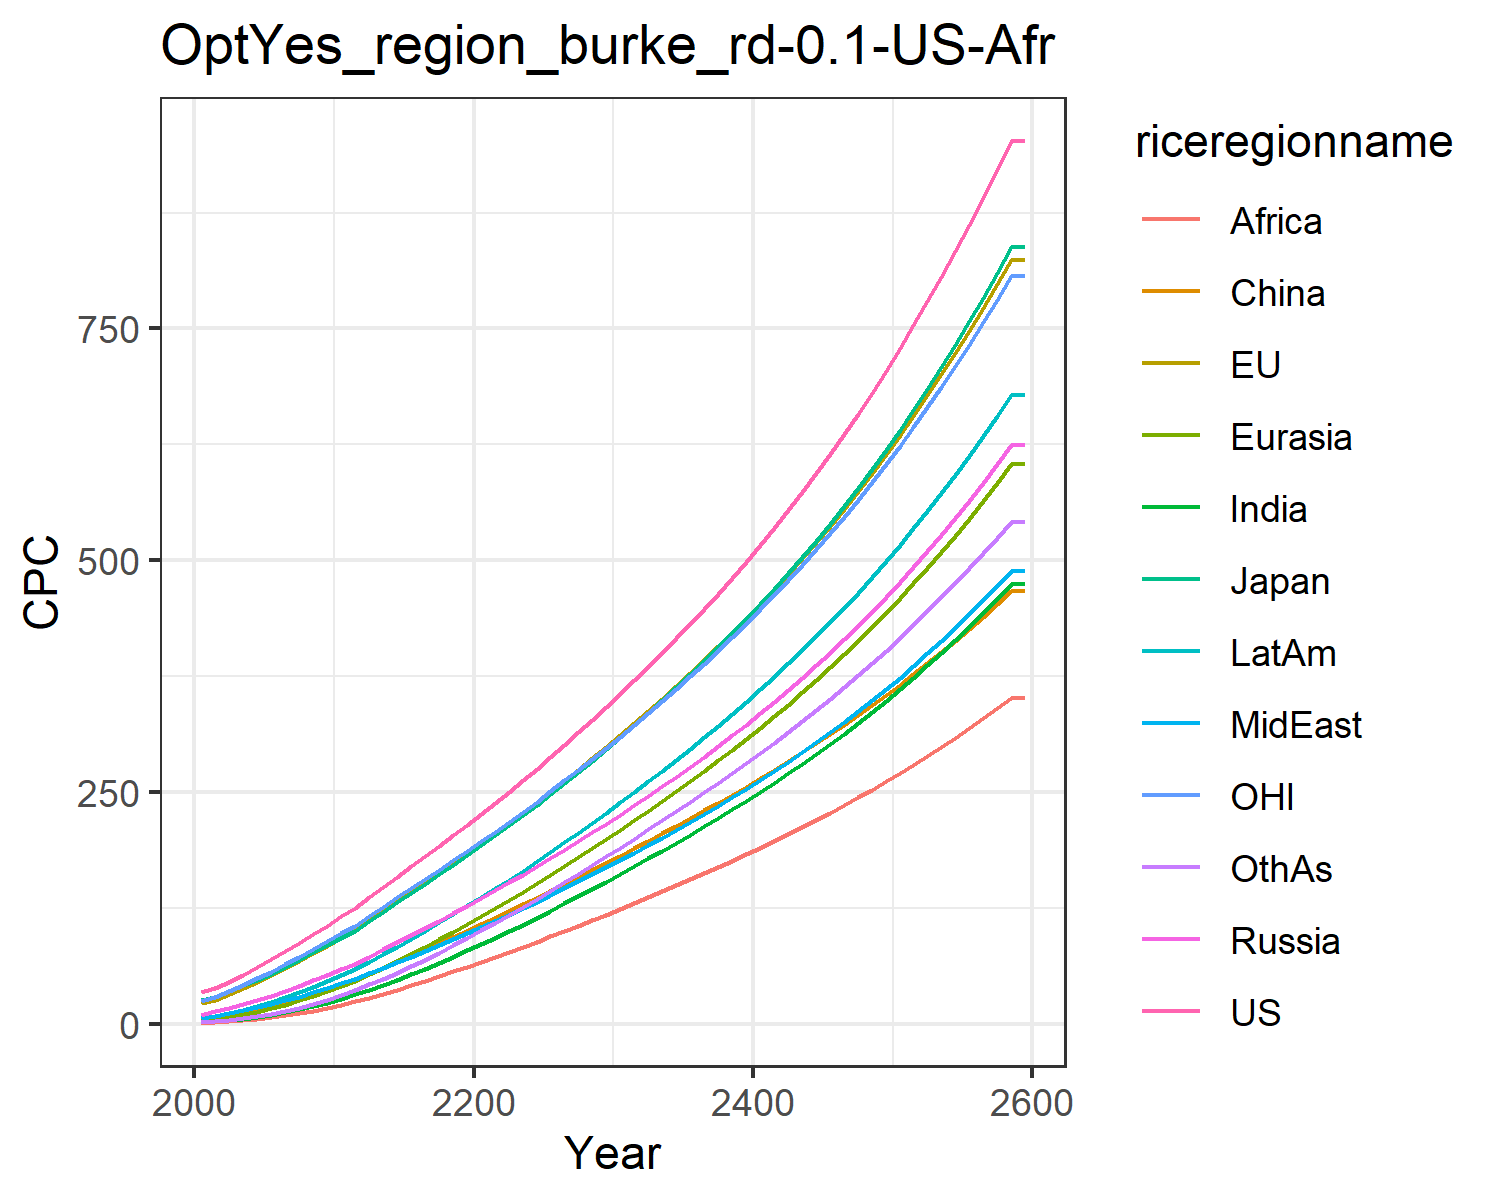 OptYes_region_burke_rd-0.1-US-Afr
CPC
750
500
250
0
2000
2200
2400
2600
Year
riceregionname
Africa
China
EU
Eurasia
India
Japan
LatAm
MidEast
OHI
OthAs
Russia
US